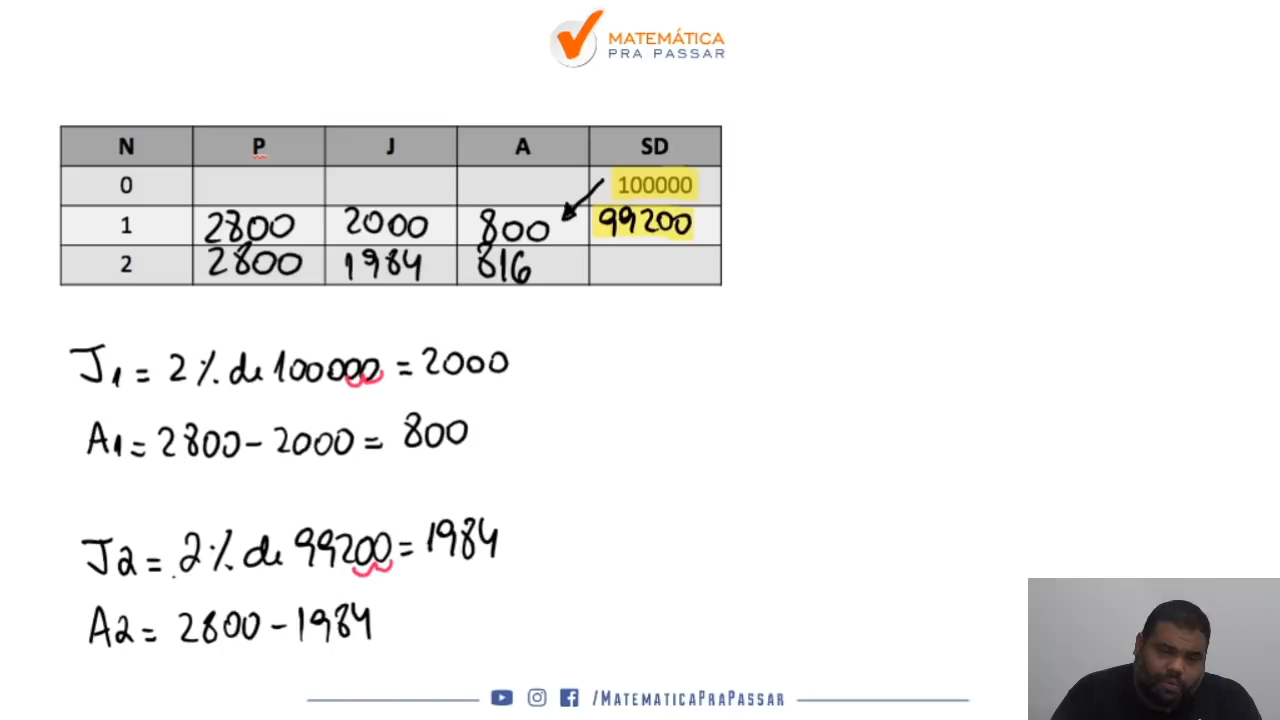 MATEMÁTICA
PRA PASSAR
N P J A SD
0 100000
1 2800 2000 800 99200
2 2800 1984 816
J1 = 2% de 100000 = 2000
A1 = 2800 - 2000 = 800
J2 = 2% de 99200 = 1984
A2 = 2800 - 1984
/MATEMATICAPRAPASSAR